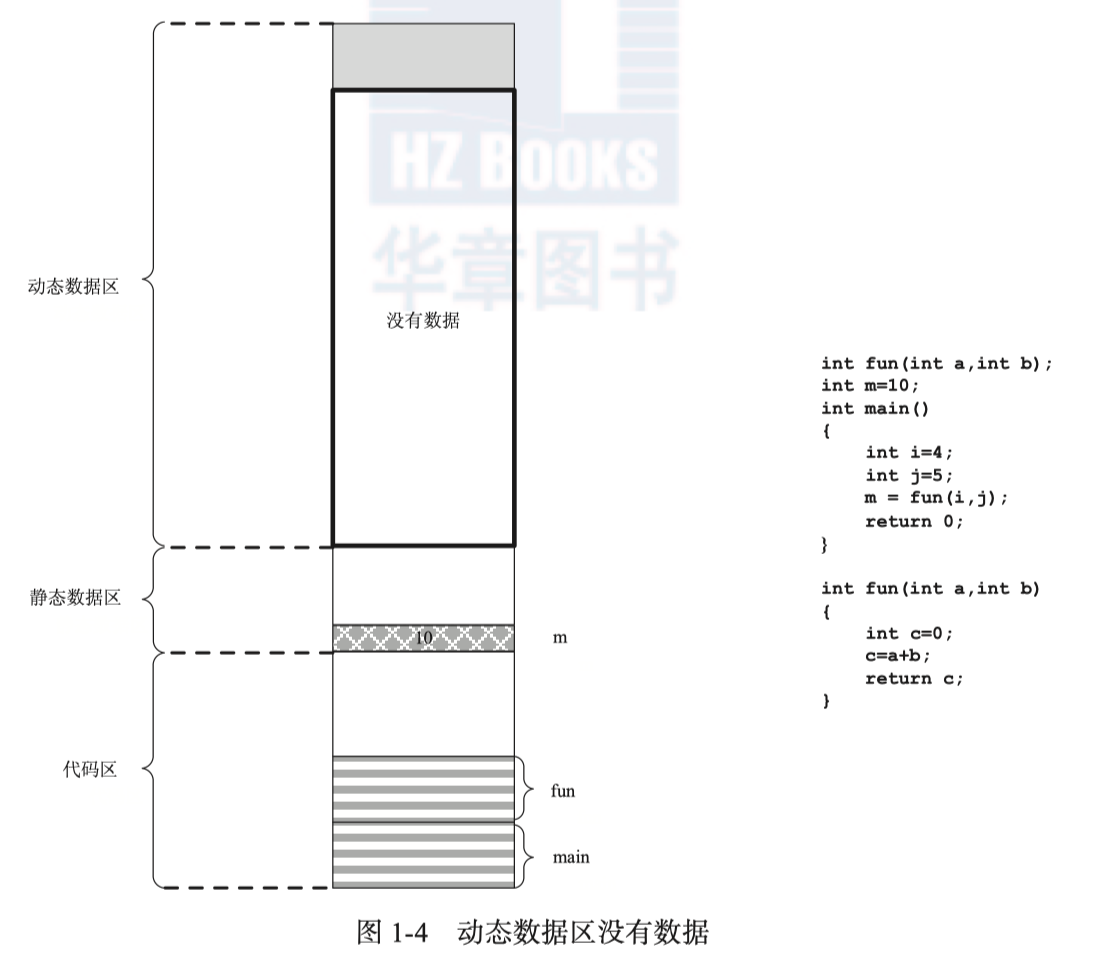 HZ BOOKS
华章图书
动态数据区
没有数据
静态数据区
10
m
代码区
fun
main
int fun(int a,int b);
int m=10;
int main()
{
    int i=4;
    int j=5;
    m = fun(i,j);
    return 0;
}
int fun(int a,int b)
{
    int c=0;
    c=a+b;
    return c;
}
图 1-4 动态数据区没有数据